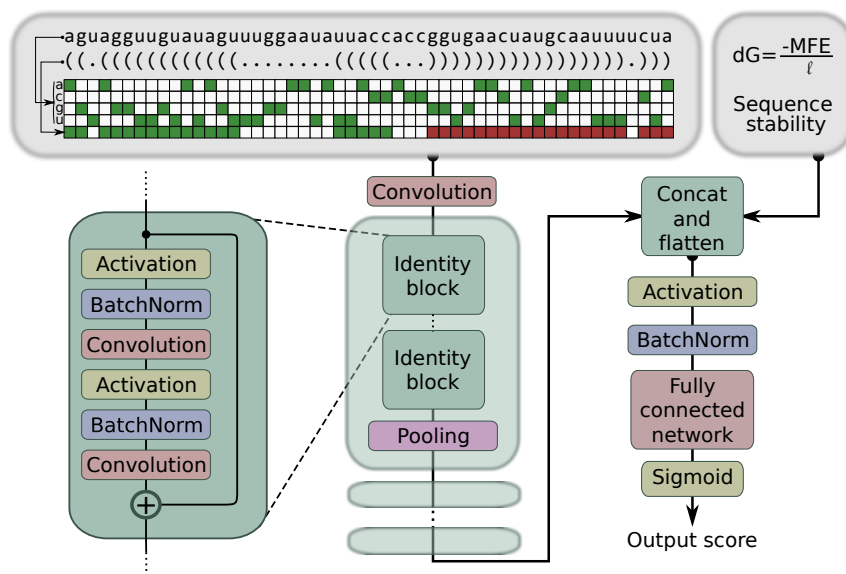 aguagguuguauaguuuggaauauuaccaccggugaacuaugcaauuuucua
(((((((((((((((........(((((...))))))))))))))))).)))
a
c
g
u
dG=-MFE/ℓ
Sequence
stability
Convolution
Identity
block
Identity
block
Pooling
Activation
BatchNorm
Convolution
Activation
BatchNorm
Convolution
+
Concat
and
flatten
Activation
BatchNorm
Fully
connected
network
Sigmoid
Output score